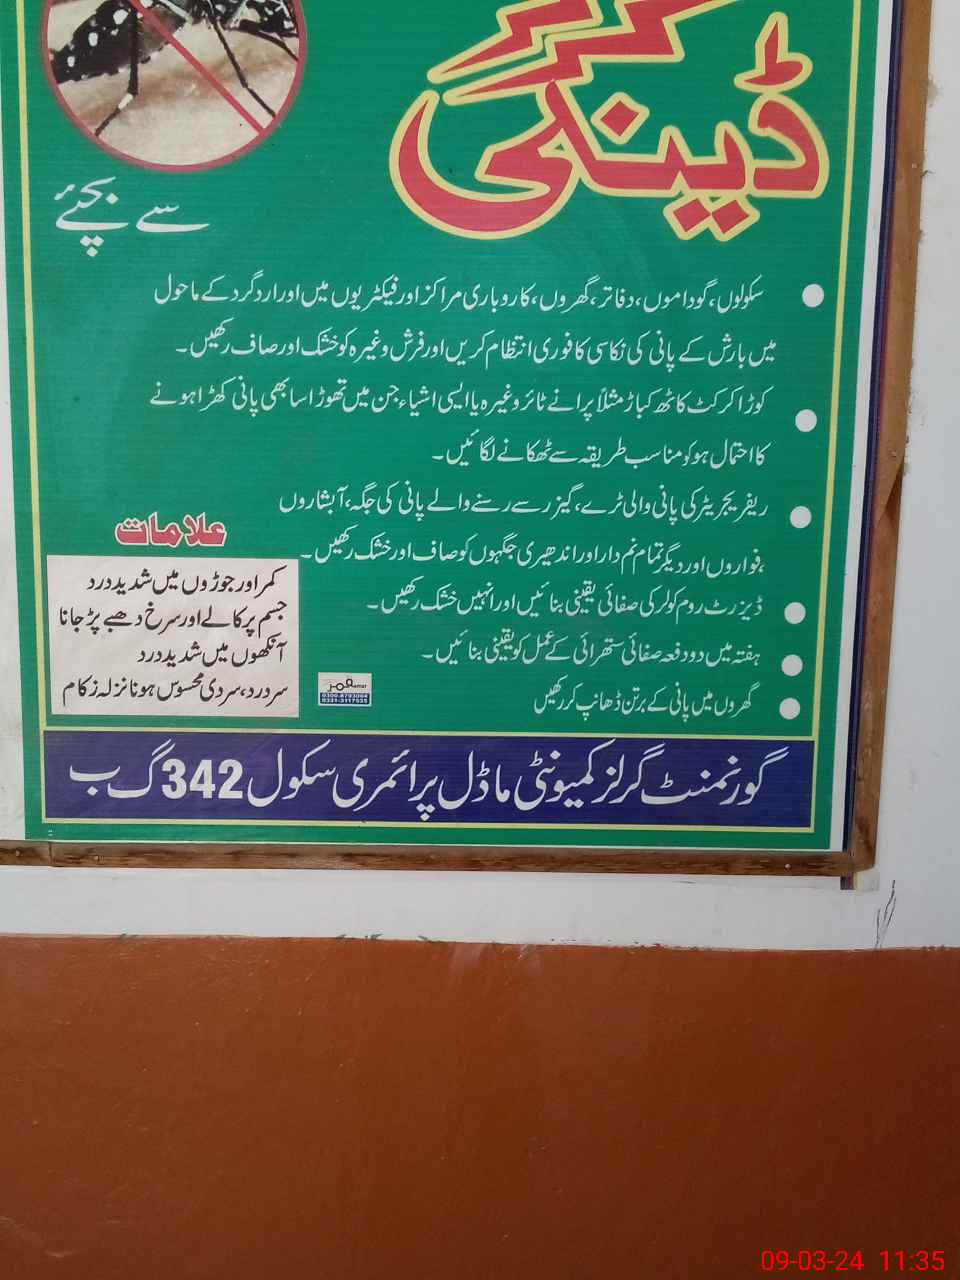 ڈینگی
سے بچئے
سکولوں، گوداموں، دفاتر، گھروں، کاروباری مراکز اور فیکٹریوں میں اور اردگرد کے ماحول
میں بارش کے پانی کی نکاسی کا فوری انتظام کریں اور فرش وغیرہ کو خشک اور صاف رکھیں۔
کوڑا کرکٹ کاٹھ کباڑ مثلاً پرانے ٹائر وغیرہ یا ایسی اشیاء جن میں تھوڑا سا بھی پانی کھڑا ہونے
کا احتمال ہو کو مناسب طریقہ سے ٹھکانے لگائیں۔
ریفریجریٹر کی پانی والی ٹرے، گیزر سے رسنے والے پانی کی جگہ، آبشاروں
،فواروں اور دیگر تمام نم دار اور اندھیری جگہوں کو صاف اور خشک رکھیں۔
ڈیزرٹ روم کولر کی صفائی یقینی بنائیں اور انہیں خشک رکھیں۔
ہفتہ میں دو دفعہ صفائی ستھرائی کے عمل کو یقینی بنائیں۔
گھروں میں پانی کے برتن ڈھانپ کر رکھیں
علامات
کمر اور جوڑوں میں شدید درد
جسم پر کالے اور سرخ دھبے پڑ جانا
آنکھوں میں شدید درد
سر درد، سردی محسوس ہونا نزلہ زکام
گورنمنٹ گرلز کمیونٹی ماڈل پرائمری سکول 342 گ ب
09-03-24 11:35